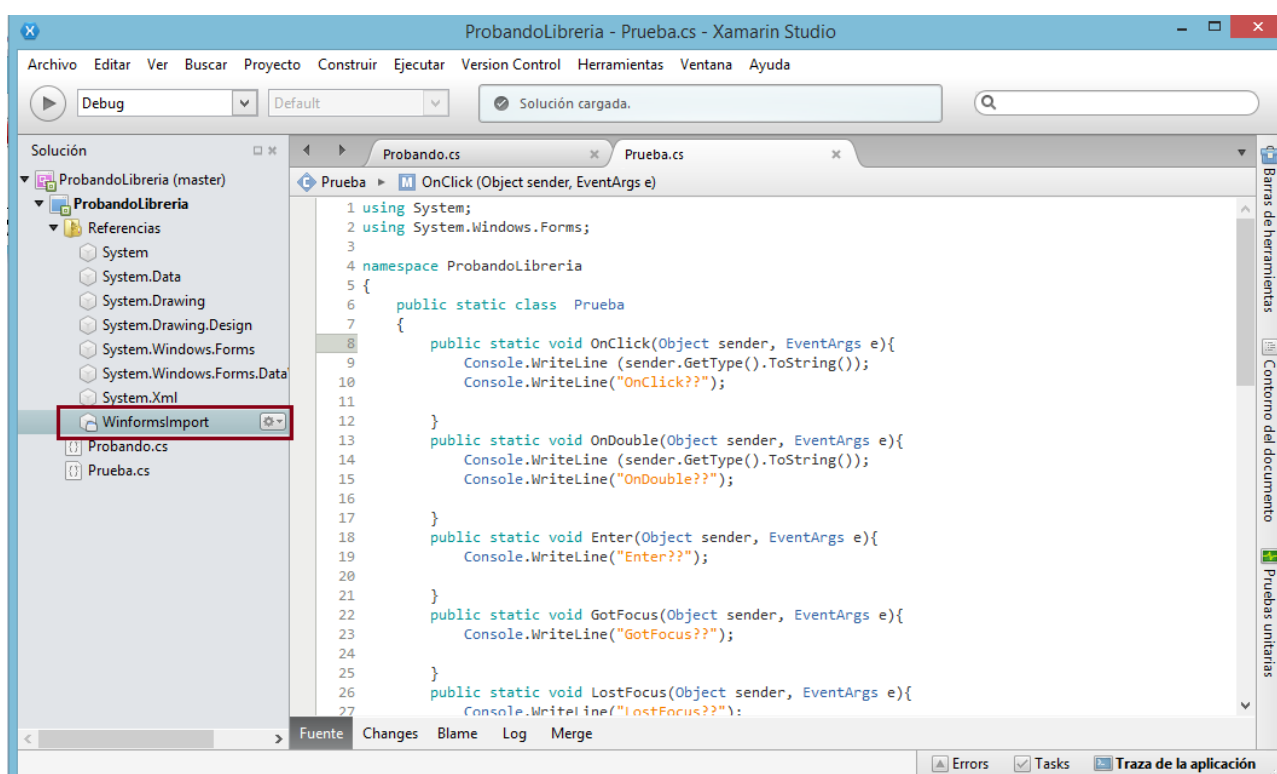 ProbandoLibreria - Prueba.cs - Xamarin Studio
Archivo Editar Ver Buscar Proyecto Construir Ejecutar Version Control Herramientas Ventana Ayuda
Debug Default Solución cargada.
Solución
ProbandoLibreria (master)
ProbandoLibreria
Referencias
System
System.Data
System.Drawing
System.Drawing.Design
System.Windows.Forms
System.Windows.Forms.Data
System.Xml
WinformsImport
Probando.cs
Prueba.cs
Probando.cs Prueba.cs
Prueba OnClick (Object sender, EventArgs e)
1 using System;
2 using System.Windows.Forms;
3
4 namespace ProbandoLibreria
5 {
6 public static class Prueba
7 {
8 public static void OnClick(Object sender, EventArgs e){
9 Console.WriteLine (sender.GetType().ToString());
10 Console.WriteLine("OnClick??");
11
12 }
13 public static void OnDouble(Object sender, EventArgs e){
14 Console.WriteLine (sender.GetType().ToString());
15 Console.WriteLine("OnDouble??");
16
17 }
18 public static void Enter(Object sender, EventArgs e){
19 Console.WriteLine("Enter??");
20
21 }
22 public static void GotFocus(Object sender, EventArgs e){
23 Console.WriteLine("GotFocus??");
24
25 }
26 public static void LostFocus(Object sender, EventArgs e){
27 Console.WriteLine("LostFocus??");
Fuente Changes Blame Log Merge
Barras de herramientas
Contorno del documento
Pruebas unitarias
Errors Tasks Traza de la aplicación